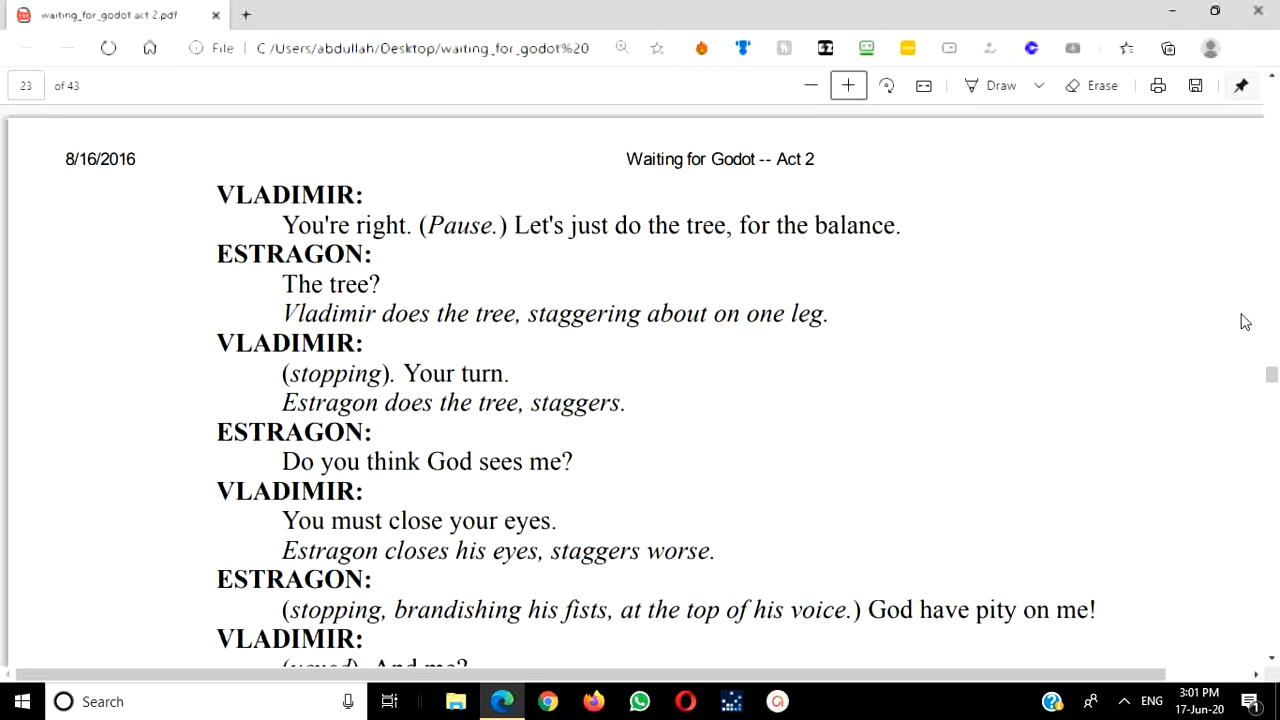 waiting_for_godot act 2.pdf
File
C /Users/abdullah/Desktop/waiting_for_godot%20
23 of 43
Draw
Erase
8/16/2016
Waiting for Godot -- Act 2
VLADIMIR:
You're right. (Pause.) Let's just do the tree, for the balance.
ESTRAGON:
The tree?
Vladimir does the tree, staggering about on one leg.
VLADIMIR:
(stopping). Your turn.
Estragon does the tree, staggers.
ESTRAGON:
Do you think God sees me?
VLADIMIR:
You must close your eyes.
Estragon closes his eyes, staggers worse.
ESTRAGON:
(stopping, brandishing his fists, at the top of his voice.) God have pity on me!
VLADIMIR:
(vexed). And me?
Search
ENG
3:01 PM
17-Jun-20
1